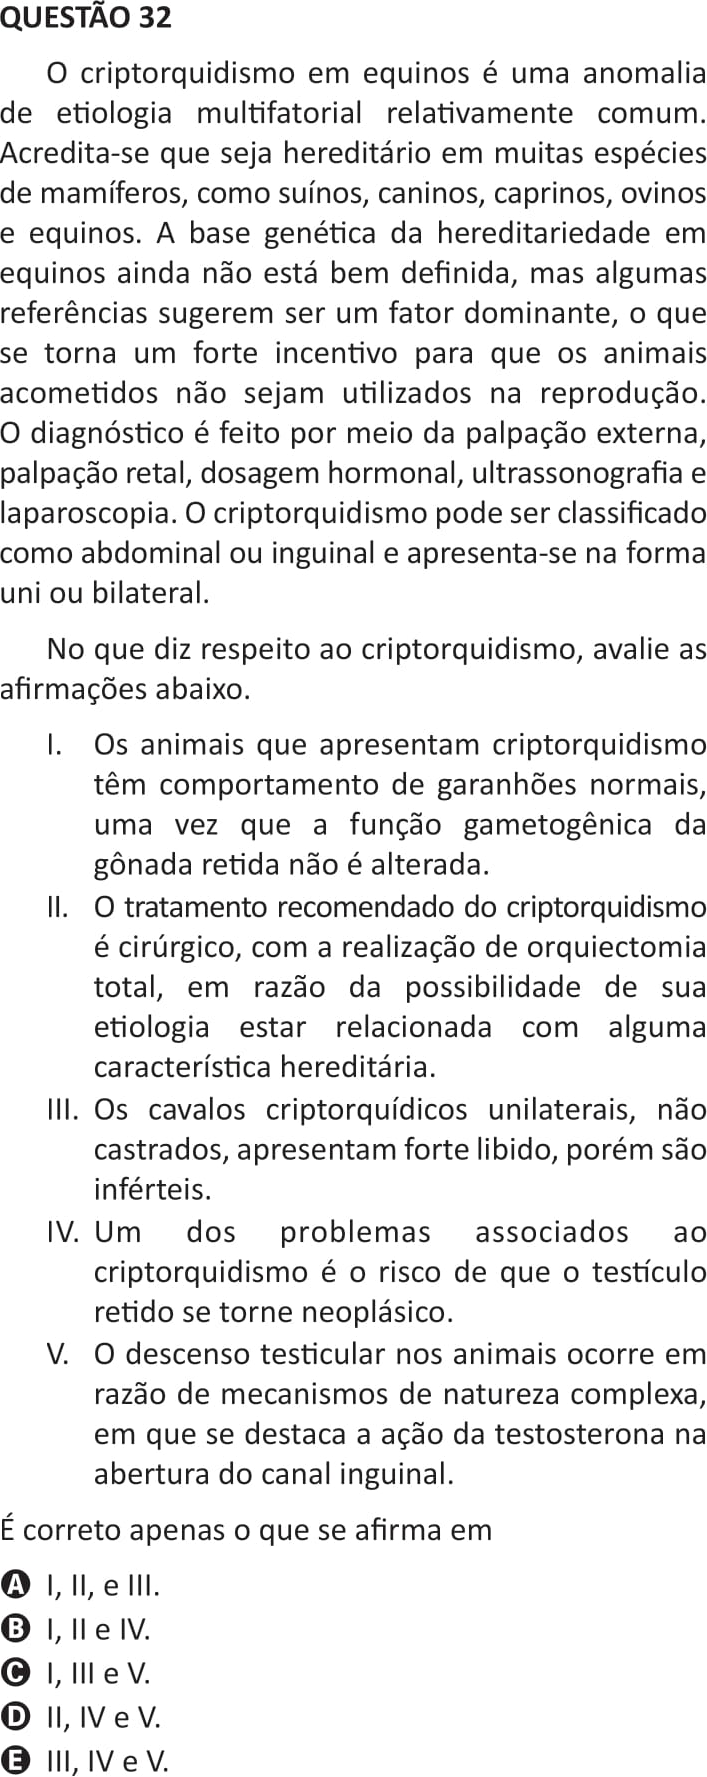 QUESTÃO 32
O criptorquidismo em equinos é uma anomalia
de etiologia multifatorial relativamente comum.
Acredita-se que seja hereditário em muitas espécies
de mamíferos, como suínos, caninos, caprinos, ovinos
e equinos. A base genética da hereditariedade em
equinos ainda não está bem definida, mas algumas
referências sugerem ser um fator dominante, o que
se torna um forte incentivo para que os animais
acometidos não sejam utilizados na reprodução.
O diagnóstico é feito por meio da palpação externa,
palpação retal, dosagem hormonal, ultrassonografia e
laparoscopia. O criptorquidismo pode ser classificado
como abdominal ou inguinal e apresenta-se na forma
uni ou bilateral.
No que diz respeito ao criptorquidismo, avalie as
afirmações abaixo.
I. Os animais que apresentam criptorquidismo
têm comportamento de garanhões normais,
uma vez que a função gametogênica da
gônada retida não é alterada.
II. O tratamento recomendado do criptorquidismo
é cirúrgico, com a realização de orquiectomia
total, em razão da possibilidade de sua
etiologia estar relacionada com alguma
característica hereditária.
III. Os cavalos criptorquídicos unilaterais, não
castrados, apresentam forte libido, porém são
inférteis.
IV. Um dos problemas associados ao
criptorquidismo é o risco de que o testículo
retido se torne neoplásico.
V. O descenso testicular nos animais ocorre em
razão de mecanismos de natureza complexa,
em que se destaca a ação da testosterona na
abertura do canal inguinal.
É correto apenas o que se afirma em
A I, II, e III.
B I, II e IV.
C I, III e V.
D II, IV e V.
E III, IV e V.